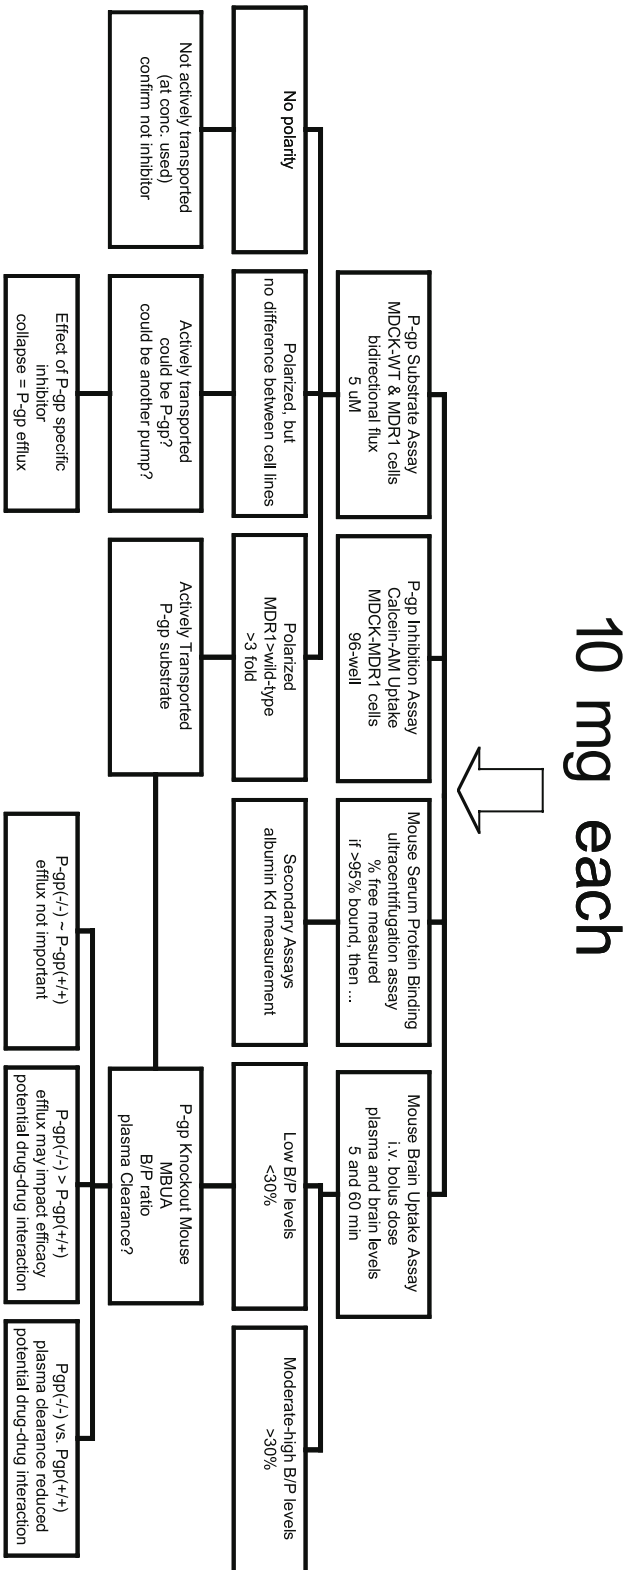 10 mg each
P-gp Substrate Assay
MDCK-WT & MDR1 cells
bidirectional flux
5 uM
P-gp Inhibition Assay
Calcein-AM Uptake
MDCK-MDR1 cells
96-well
Mouse Serum Protein Binding
ultracentrifugation assay
% free measured
if >95% bound, then ...
Mouse Brain Uptake Assay
i.v. bolus dose
plasma and brain levels
5 and 60 min
No polarity
Polarized, but
no difference between cell lines
Polarized
MDR1>wild-type
>3 fold
Secondary Assays
albumin Kd measurement
Low B/P levels
<30%
Moderate-high B/P levels
>30%
Not actively transported
(at conc. used)
confirm not inhibitor
Actively transported
could be P-gp?
could be another pump?
Actively Transported
P-gp substrate
P-gp Knockout Mouse
MBUA
B/P ratio
plasma Clearance?
Effect of P-gp specific
inhibitor
collapse = P-gp efflux
P-gp(-/-) ~ P-gp(+/+)
efflux not important
P-gp(-/-) > P-gp(+/+)
efflux may impact efficacy
potential drug-drug interaction
Pgp(-/-) vs. Pgp(+/+)
plasma clearance reduced
potential drug-drug interaction